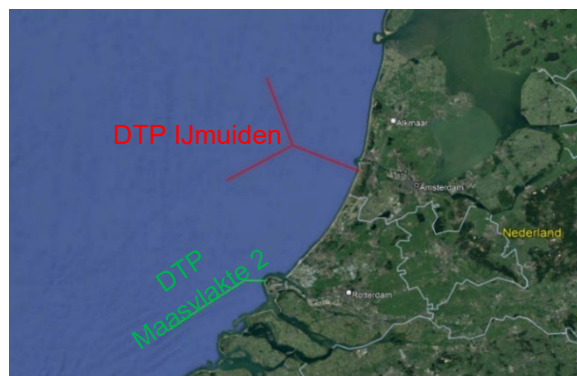 DTP IJmuiden
Alkmaar
Amsterdam
Nederland
DTP
Maasvlakte 2
Rotterdam